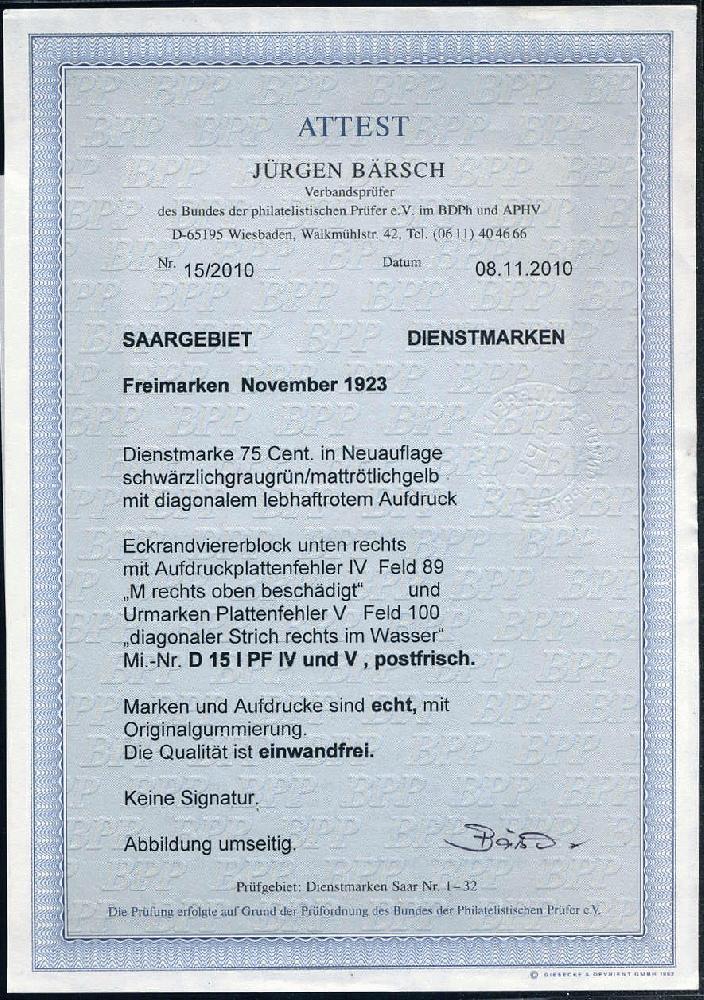 ATTEST
JÜRGEN BÄRSCH
Verbandsprüfer
des Bundes der philatelistischen Prüfer e.V. im BDPh und APHV
D-65195 Wiesbaden, Walkmühlstr. 42, Tel. (06 11) 40 46 66
Nr. 15/2010 Datum 08.11.2010
SAARGEBIET DIENSTMARKEN
Freimarken November 1923
Dienstmarke 75 Cent. in Neuauflage
schwärzlichgraugrün/mattrötlichgelb
mit diagonalem lebhaftrotem Aufdruck
Eckrandviererblock unten rechts
mit Aufdruckplattenfehler IV Feld 89
„M rechts oben beschädigt" und
Urmarken Plattenfehler V Feld 100
„diagonaler Strich rechts im Wasser"
Mi.-Nr. D 15 I PF IV und V , postfrisch.
Marken und Aufdrucke sind echt, mit
Originalgummierung.
Die Qualität ist einwandfrei.
Keine Signatur.
Abbildung umseitig.
Prüfgebiet: Dienstmarken Saar Nr. 1–32
Die Prüfung erfolgte auf Grund der Prüfordnung des Bundes der Philatelistischen Prüfer e.V.
© GIESECKE & DEVRIENT GMBH 1992